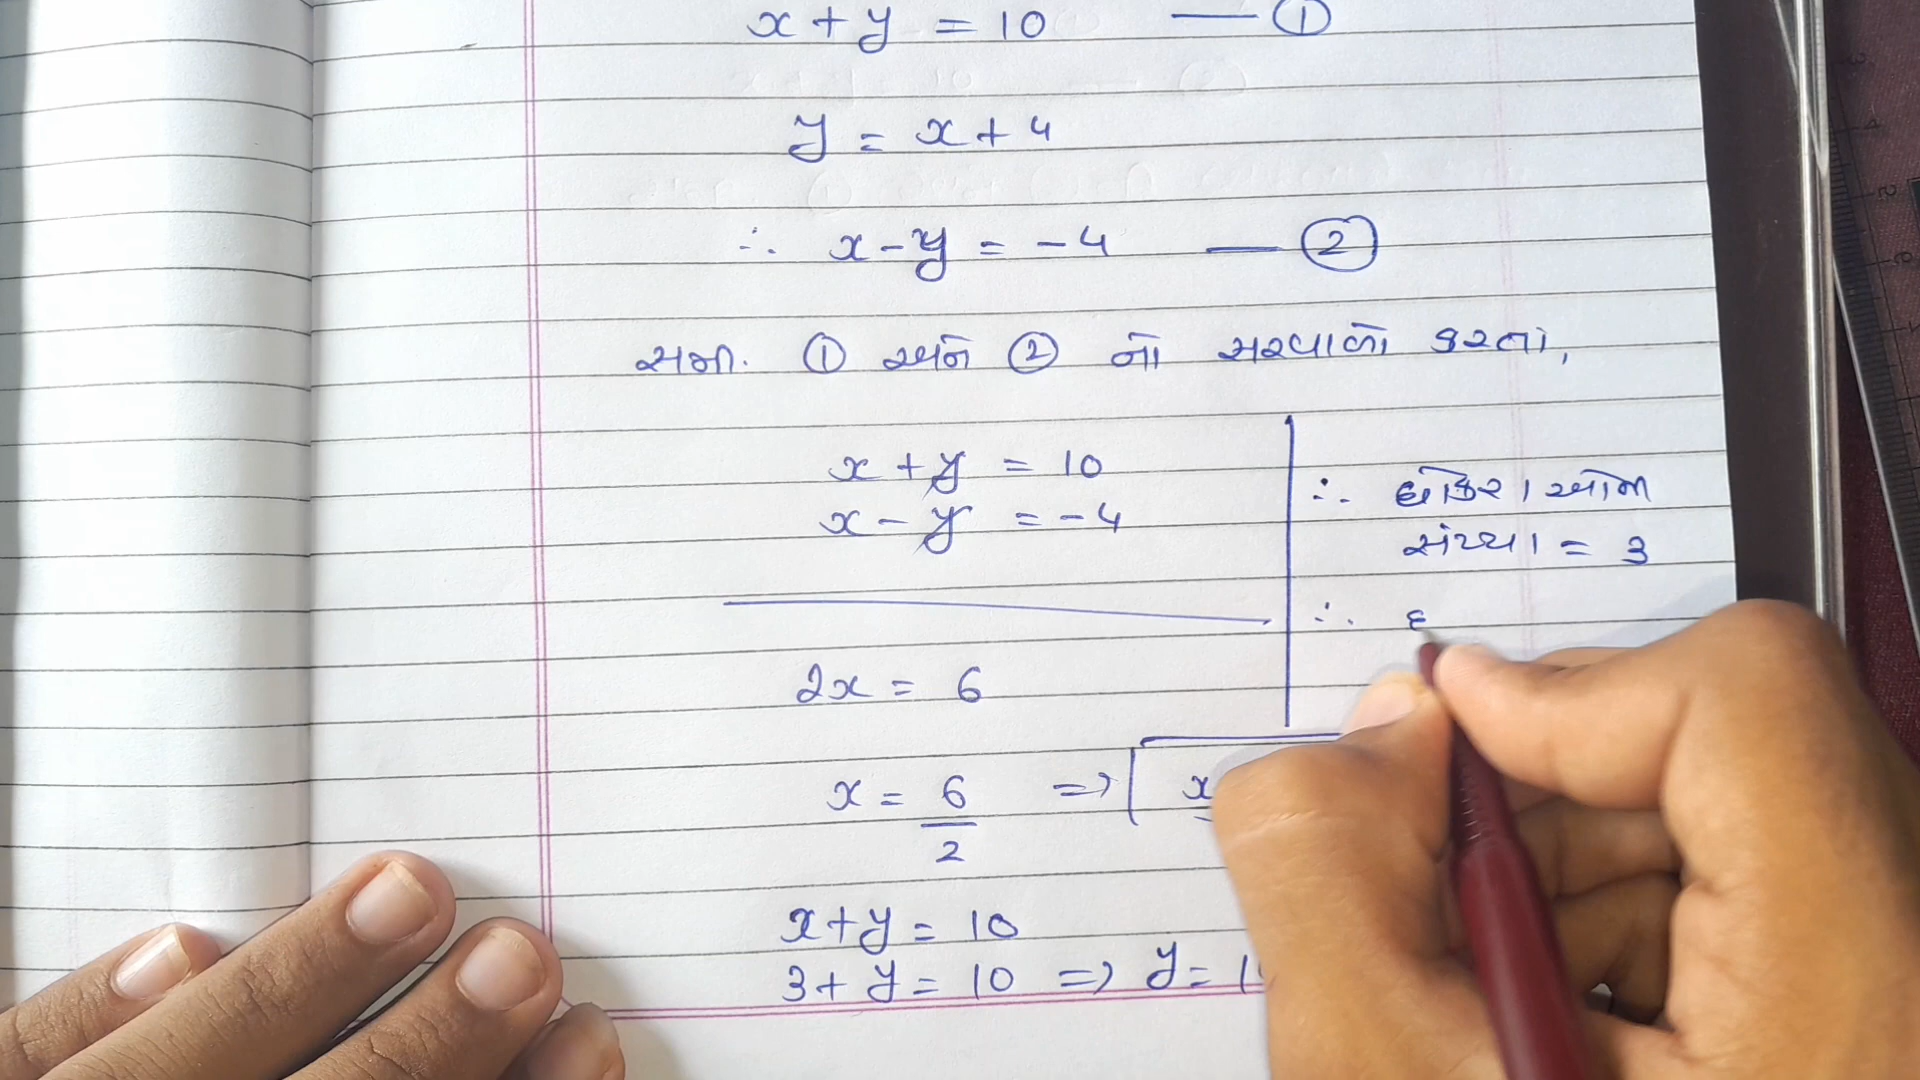 x + y = 10 — ①
y = x + 4
∴ x - y = -4 — ②
સમી. ① અને ② નો સરવાળો કરતાં,
x + y = 10
x - y = -4
2x = 6
x = 6/2 => x
x + y = 10
3 + y = 10 => y = 1
∴ છોકરાઓની
સંખ્યા = 3
∴ છ